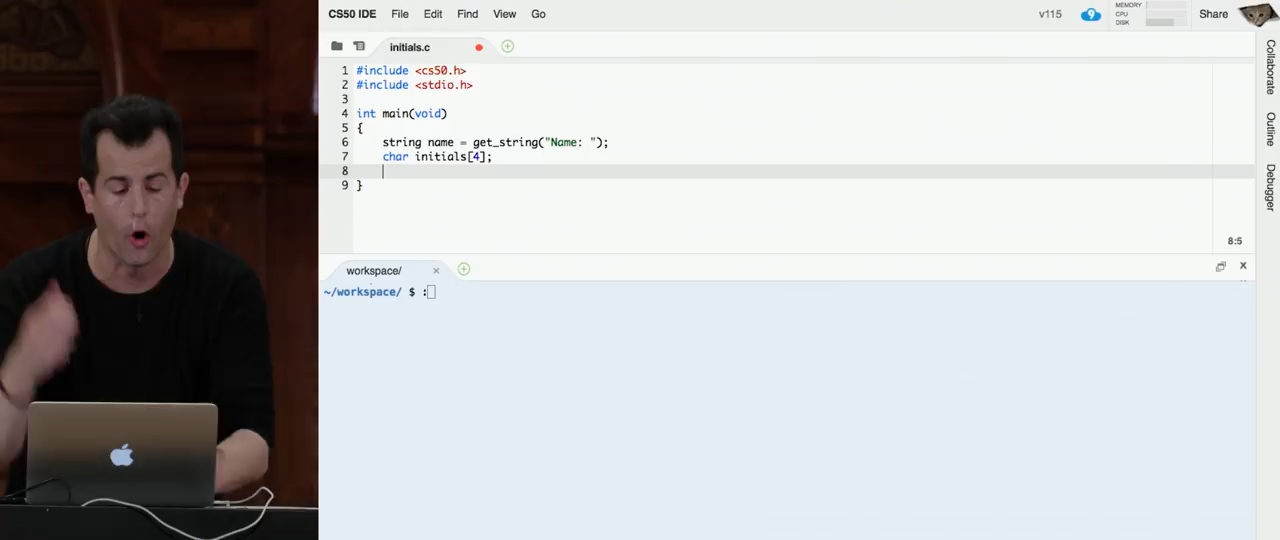 CS50 IDE File Edit Find View Go v115 9 MEMORY CPU DISK Share
initials.c
1 #include <cs50.h>
2 #include <stdio.h>
3
4 int main(void)
5 {
6 string name = get_string("Name: ");
7 char initials[4];
8
9 }
8:5
workspace/
~/workspace/ $ :
Collaborate
Outline
Debugger